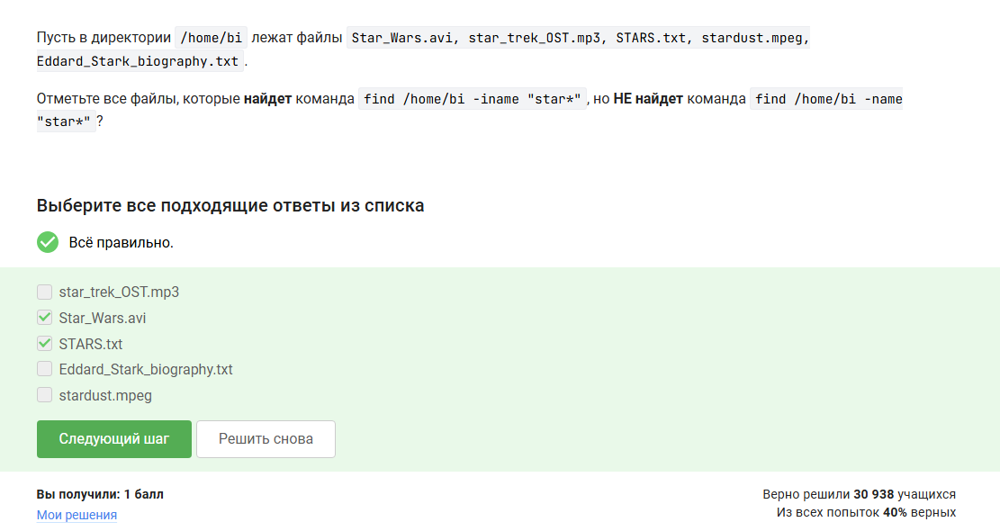 Пусть в директории /home/bi лежат файлы Star_Wars.avi, star_trek_OST.mp3, STARS.txt, stardust.mpeg,
Eddard_Stark_biography.txt.
Отметьте все файлы, которые найдет команда find /home/bi -iname "star*", но НЕ найдет команда find /home/bi -name
"star*"?
Выберите все подходящие ответы из списка
Всё правильно.
star_trek_OST.mp3
Star_Wars.avi
STARS.txt
Eddard_Stark_biography.txt
stardust.mpeg
Следующий шаг Решить снова
Вы получили: 1 балл
Мои решения
Верно решили 30 938 учащихся
Из всех попыток 40% верных